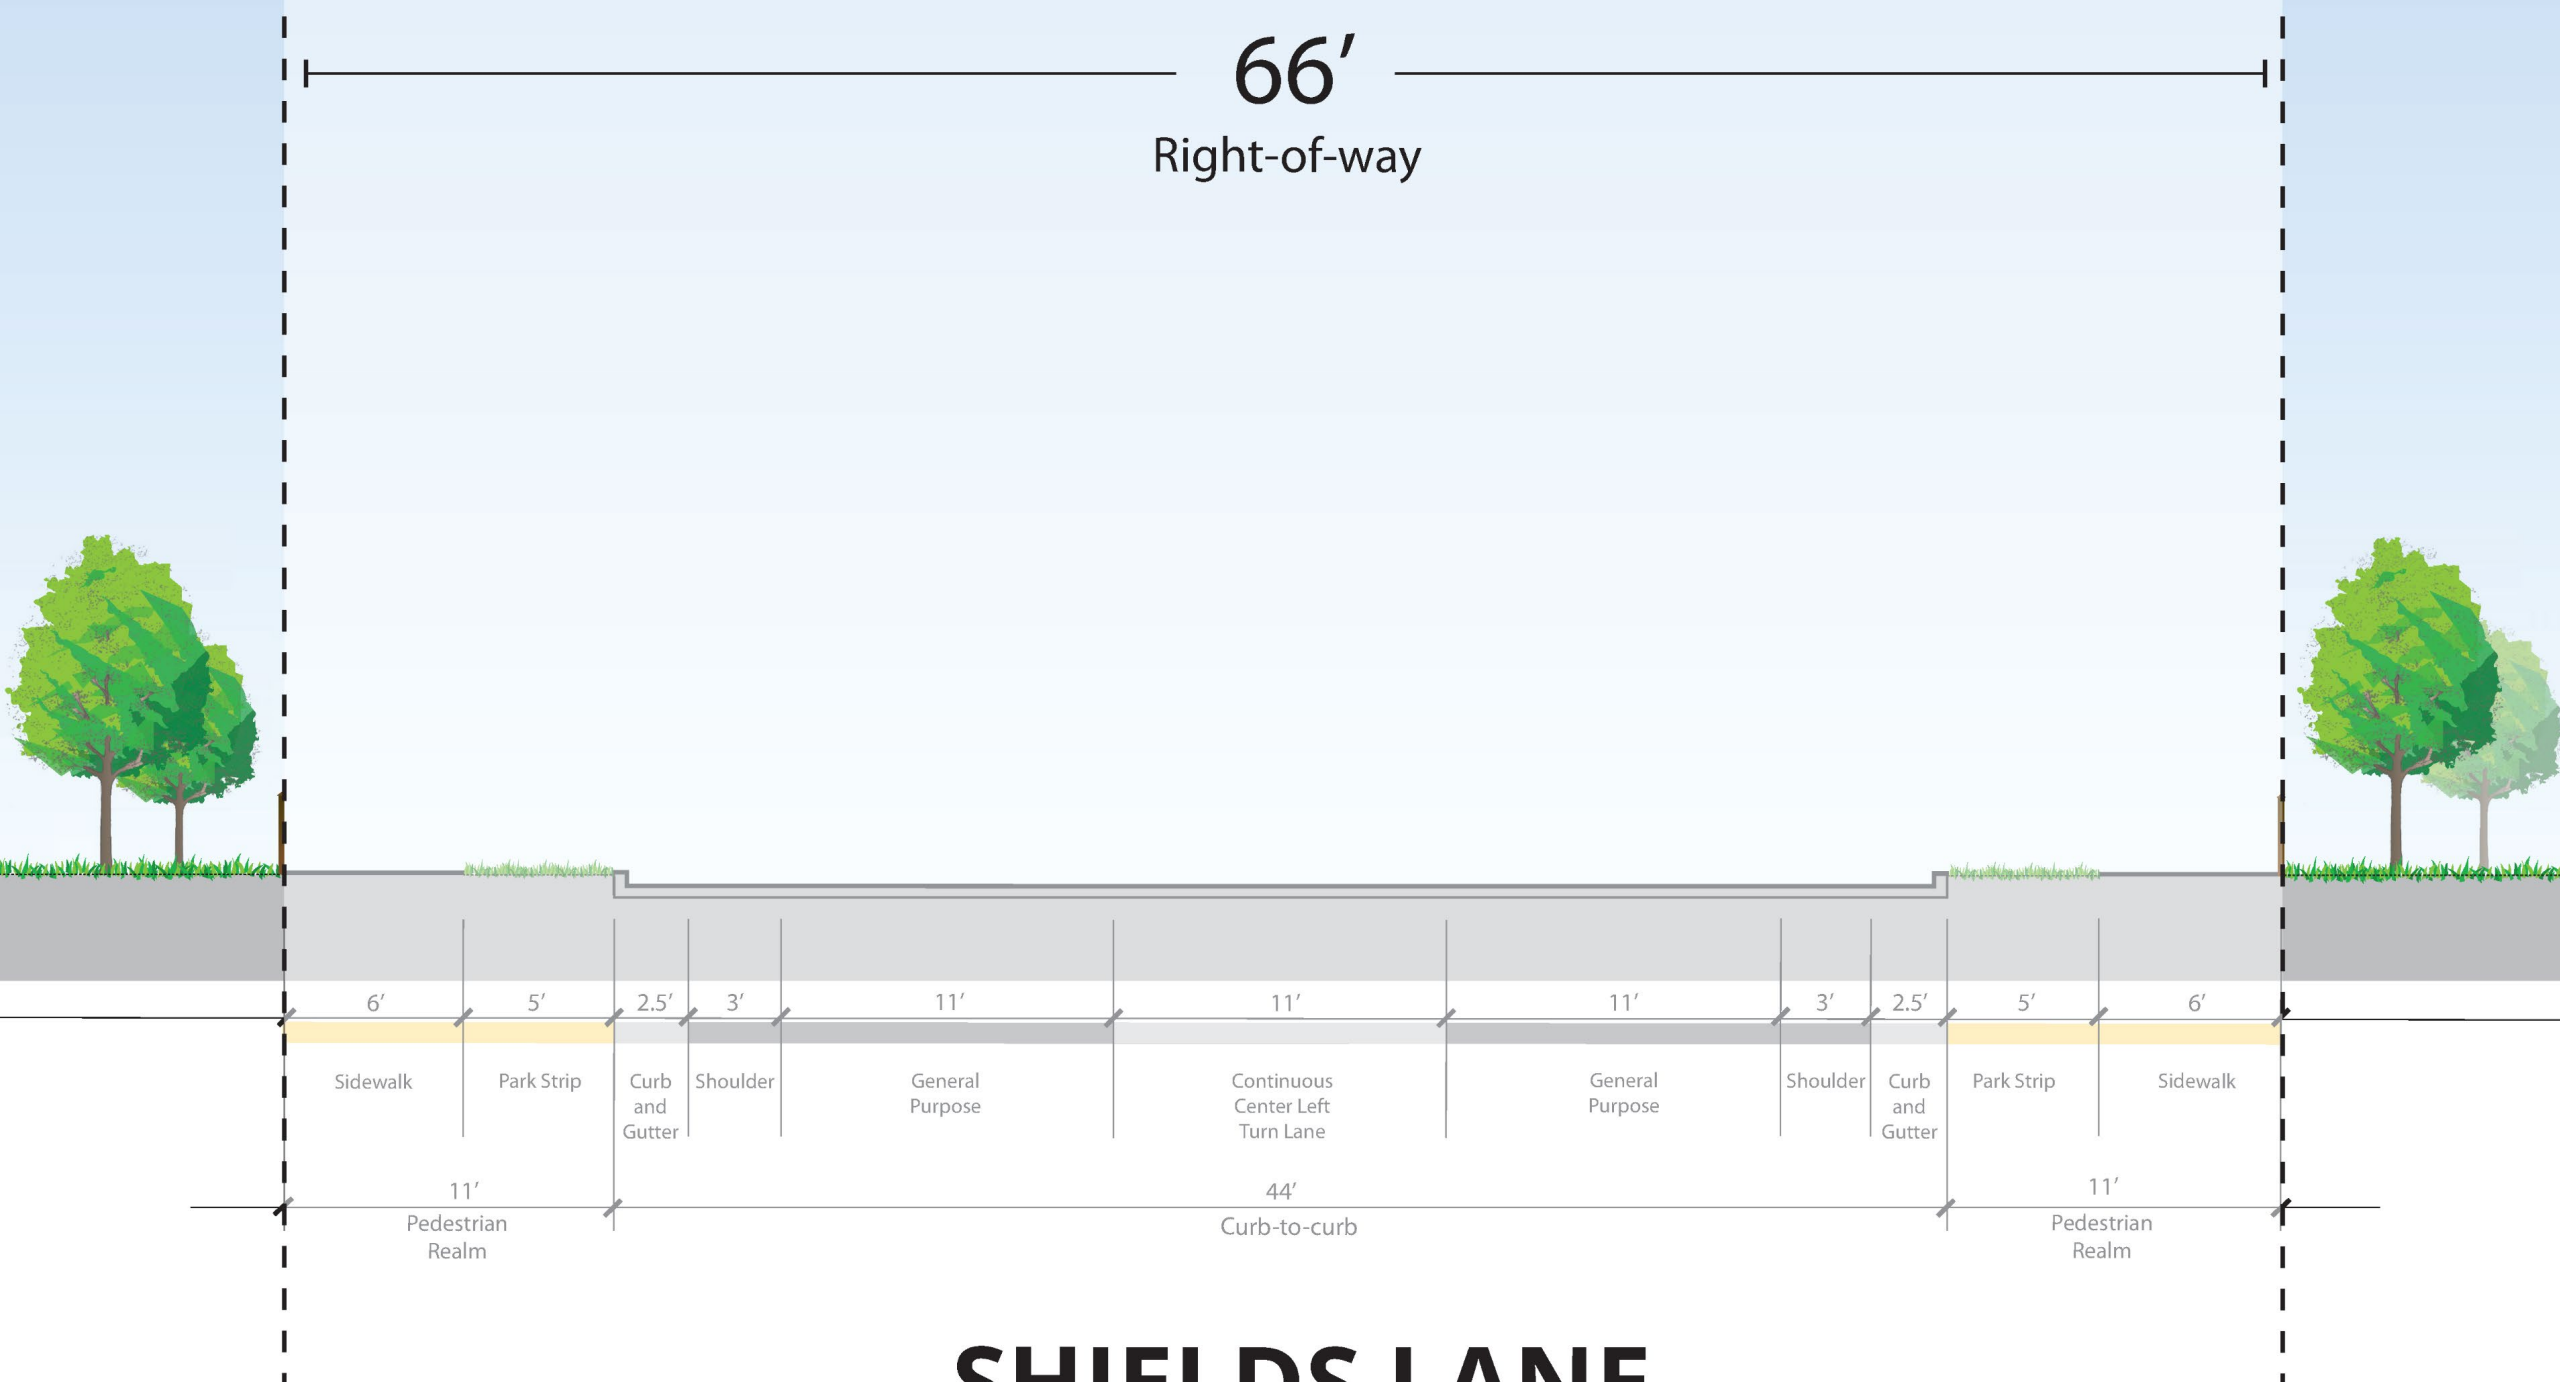 66′
Right-of-way
6′ 5′ 2.5′ 3′ 11′ 11′ 11′ 3′ 2.5′ 5′ 6′
Sidewalk
Park Strip
Curb
and
Gutter
Shoulder
General
Purpose
Continuous
Center Left
Turn Lane
General
Purpose
Shoulder
Curb
and
Gutter
Park Strip
Sidewalk
11′
Pedestrian
Realm
44′
Curb-to-curb
11′
Pedestrian
Realm
SHIELDS LANE